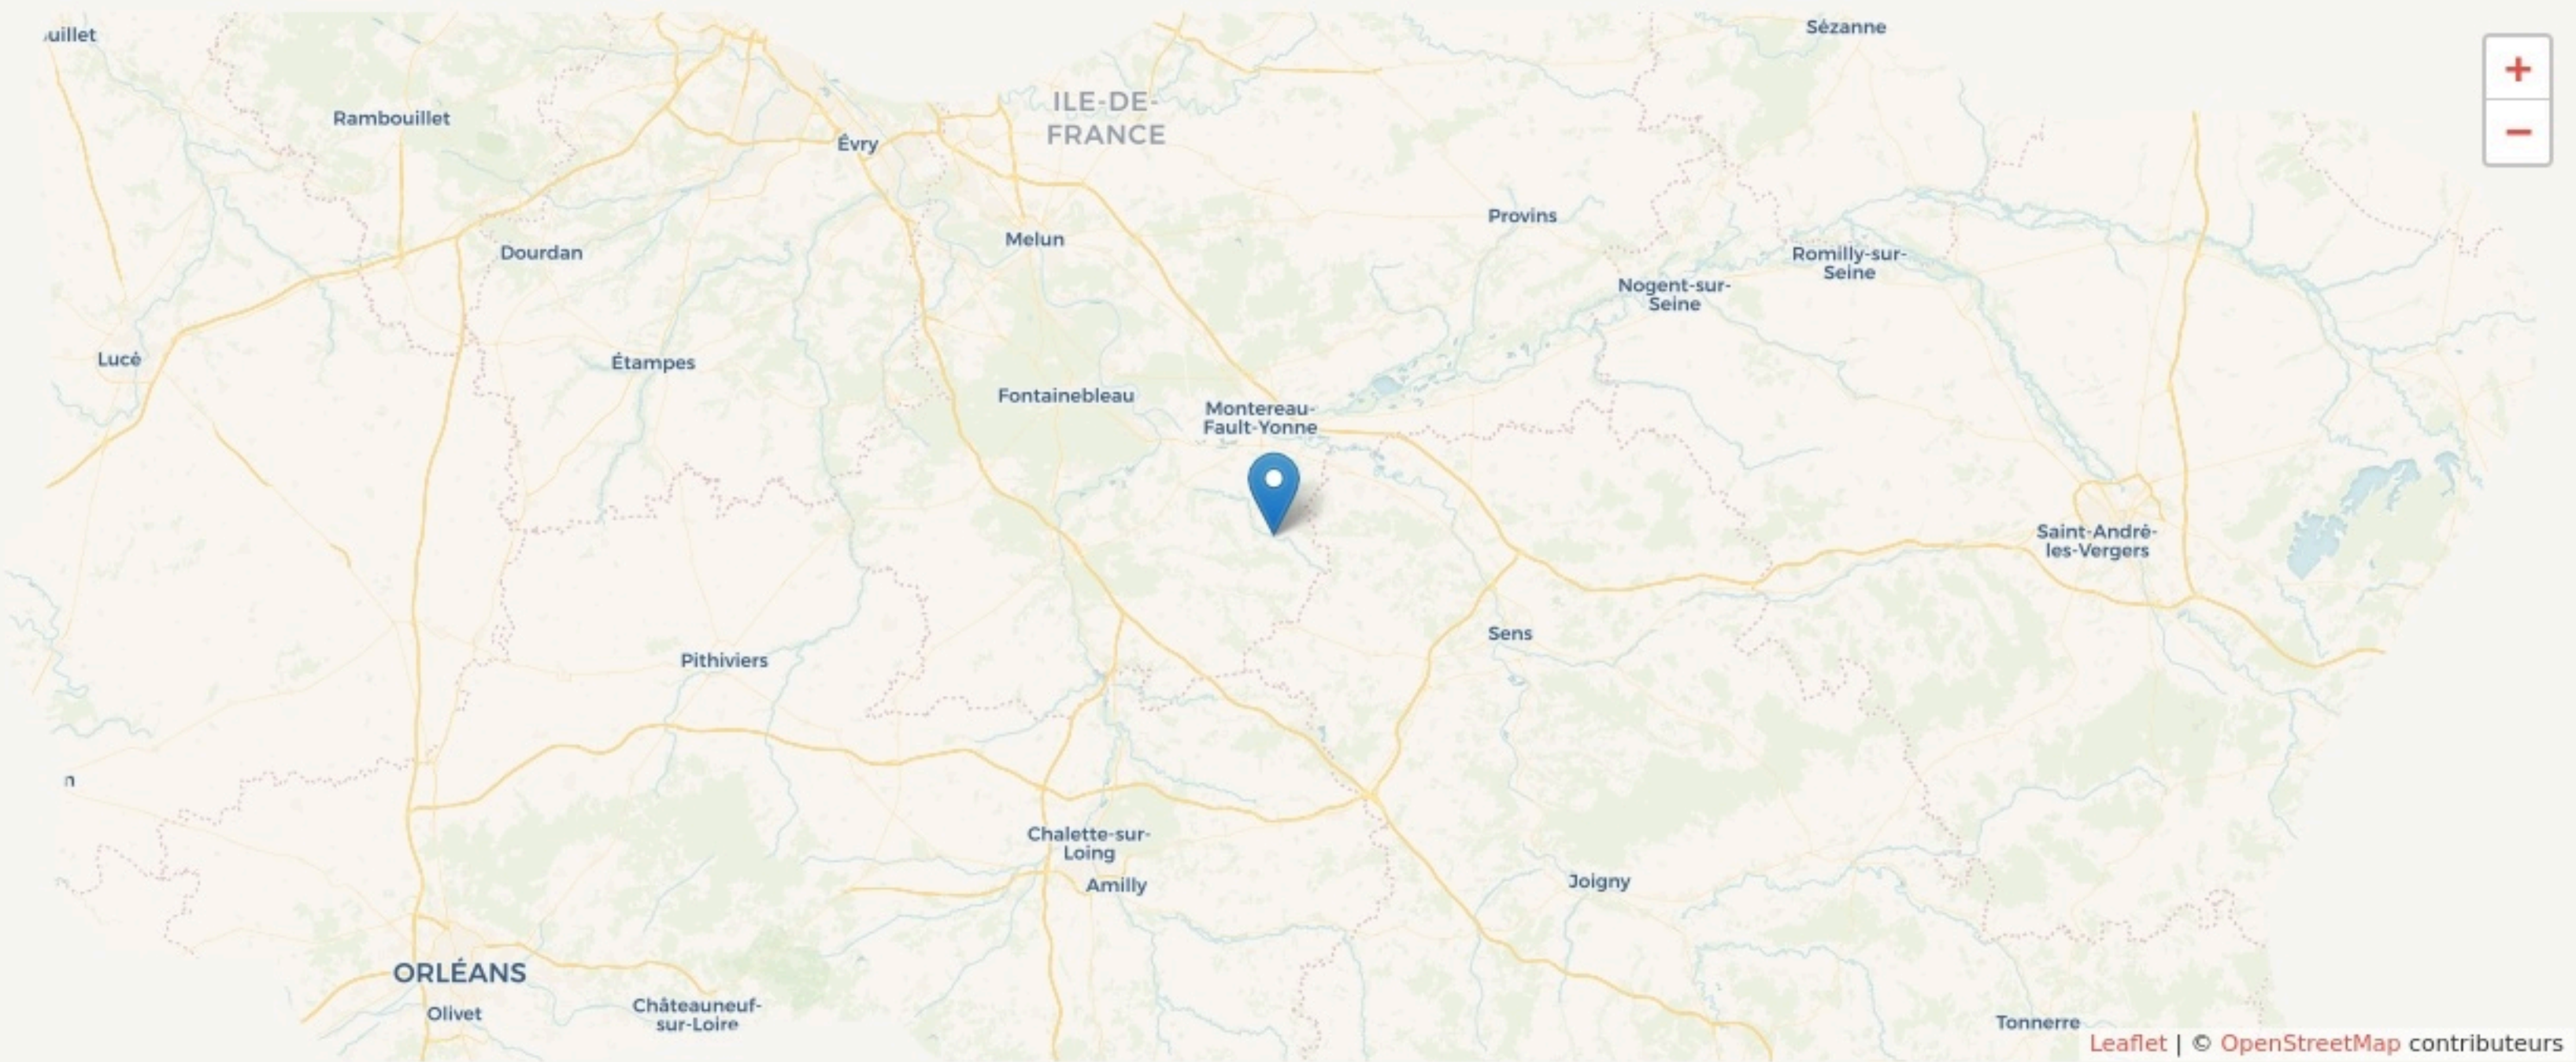 uillet
Sézanne
+
−
ILE-DE-
FRANCE
Rambouillet
Évry
Provins
Melun
Dourdan
Romilly-sur-
Seine
Nogent-sur-
Seine
Lucé
Étampes
Fontainebleau
Montereau-
Fault-Yonne
Saint-André-
les-Vergers
Sens
Pithiviers
n
Chalette-sur-
Loing
Amilly
Joigny
ORLÉANS
Olivet
Châteauneuf-
sur-Loire
Tonnerre
Leaflet | © OpenStreetMap contributeurs